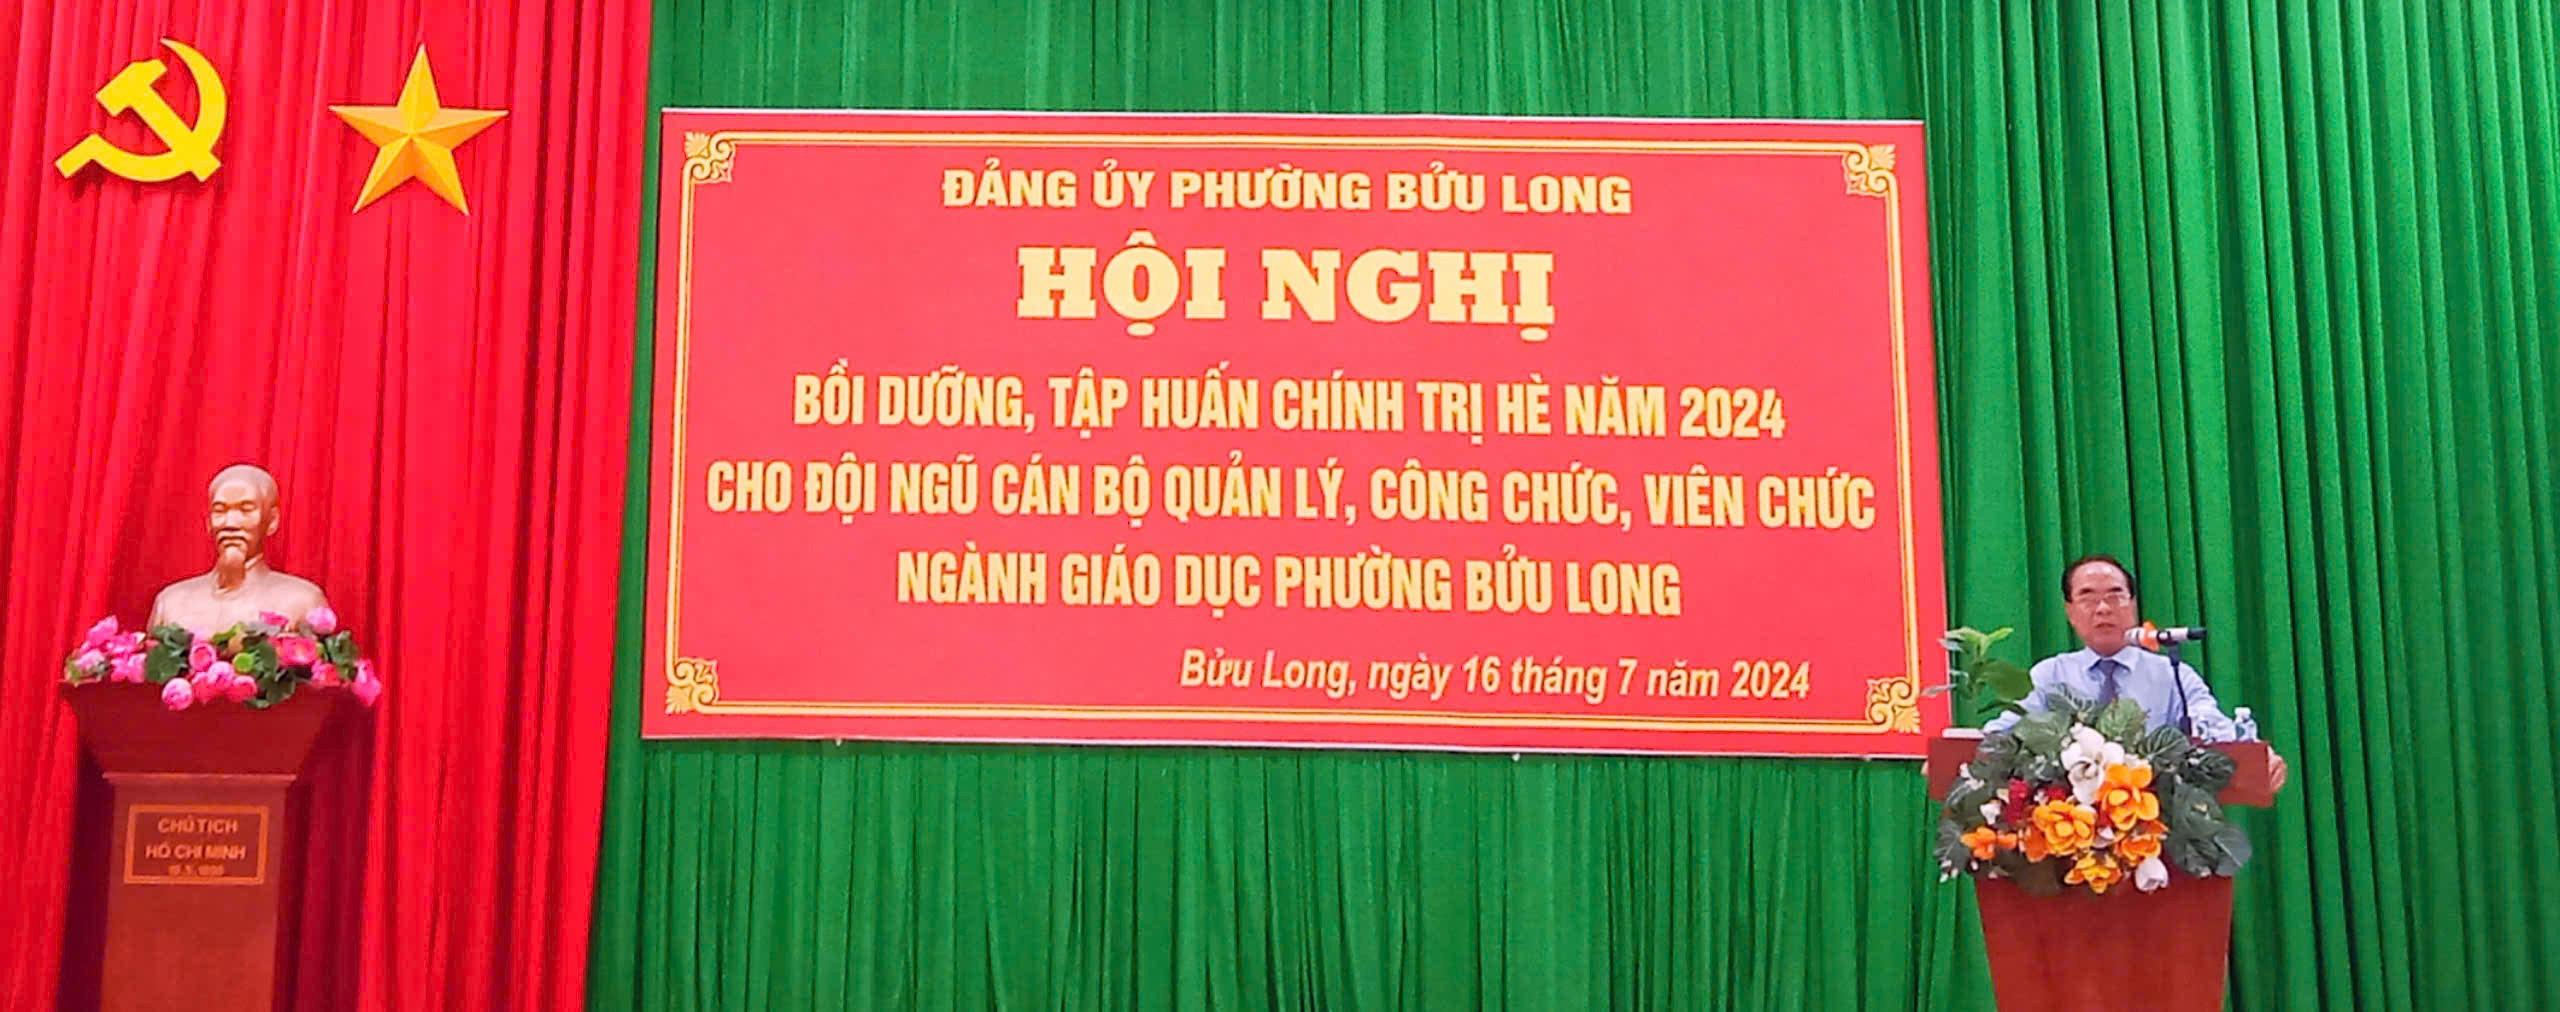 ĐẢNG ỦY PHƯỜNG BỬU LONG
HỘI NGHỊ
BỒI DƯỠNG, TẬP HUẤN CHÍNH TRỊ HÈ NĂM 2024
CHO ĐỘI NGŨ CÁN BỘ QUẢN LÝ, CÔNG CHỨC, VIÊN CHỨC
NGÀNH GIÁO DỤC PHƯỜNG BỬU LONG
Bửu Long, ngày 16 tháng 7 năm 2024
CHỦ TỊCH
HỒ CHÍ MINH